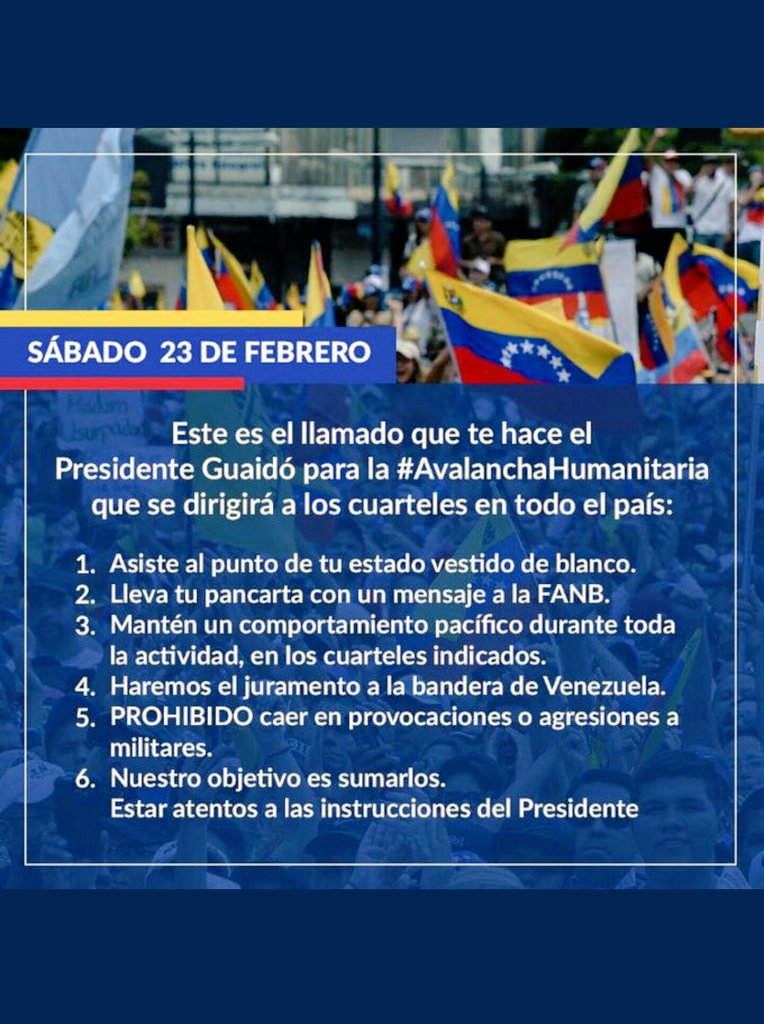 SÁBADO 23 DE FEBRERO
Este es el llamado que te hace el
Presidente Guaidó para la #AvalanchaHumanitaria
que se dirigirá a los cuarteles en todo el país:
1. Asiste al punto de tu estado vestido de blanco.
2. Lleva tu pancarta con un mensaje a la FANB.
3. Mantén un comportamiento pacífico durante toda
la actividad, en los cuarteles indicados.
4. Haremos el juramento a la bandera de Venezuela.
5. PROHIBIDO caer en provocaciones o agresiones a
militares.
6. Nuestro objetivo es sumarlos.
Estar atentos a las instrucciones del Presidente